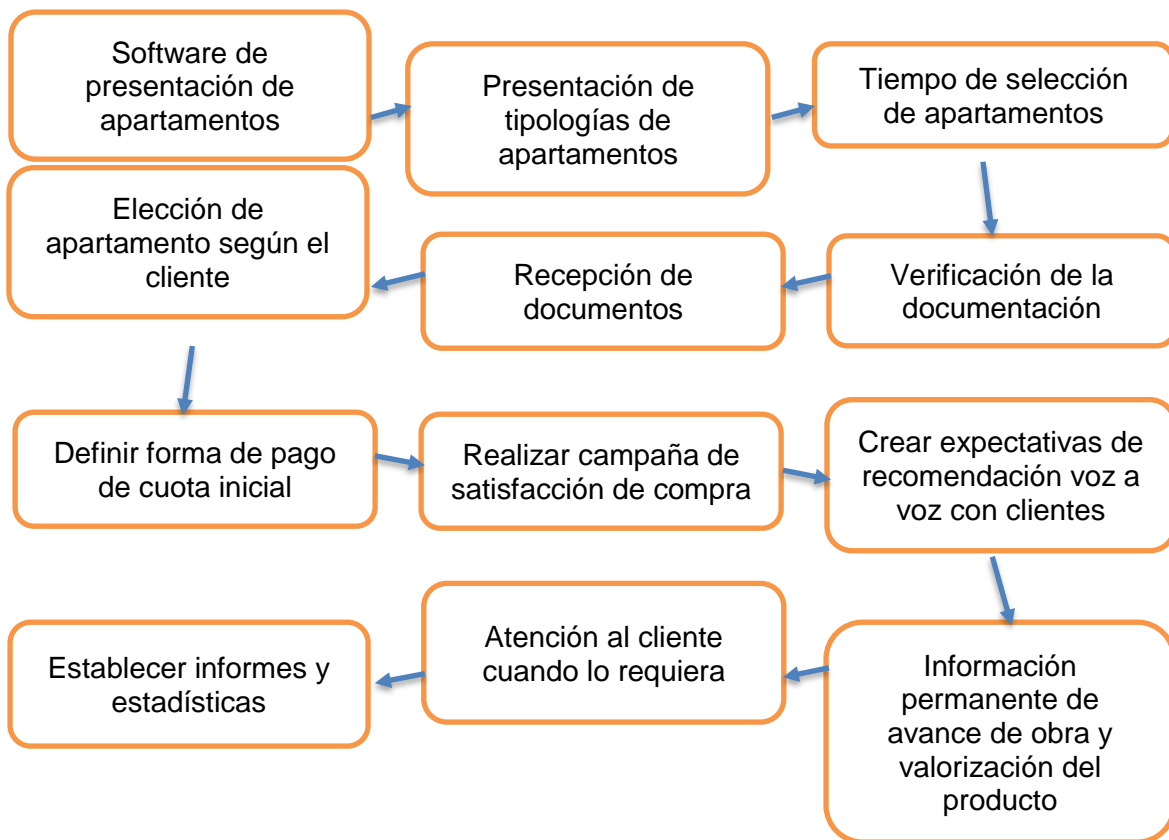 Software de
presentación de
apartamentos
Presentación de
tipologías de
apartamentos
Tiempo de selección
de apartamentos
Verificación de la
documentación
Recepción de
documentos
Elección de
apartamento según el
cliente
Definir forma de pago
de cuota inicial
Realizar campaña de
satisfacción de compra
Crear expectativas de
recomendación voz a
voz con clientes
Información
permanente de
avance de obra y
valorización del
producto
Atención al cliente
cuando lo requiera
Establecer informes y
estadísticas